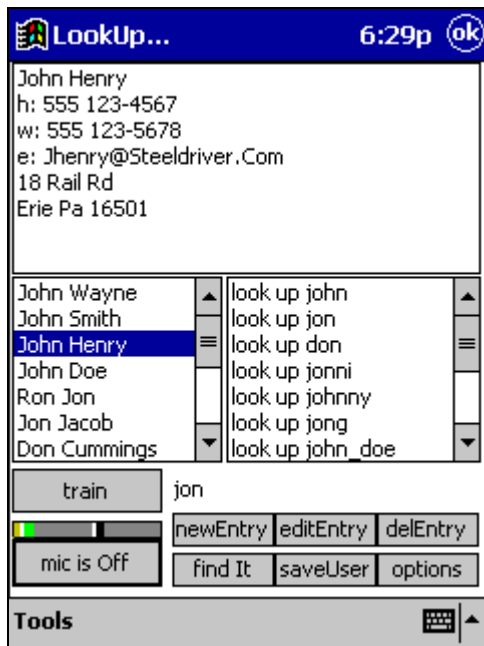 LookUp... 6:29p ok
John Henry
h: 555 123-4567
w: 555 123-5678
e: Jhenry@Steeldriver.Com
18 Rail Rd
Erie Pa 16501
John Wayne
John Smith
John Henry
John Doe
Ron Jon
Jon Jacob
Don Cummings
look up john
look up jon
look up don
look up jonni
look up johnny
look up jong
look up john_doe
train jon
newEntry editEntry delEntry
mic is Off
find It saveUser options
Tools